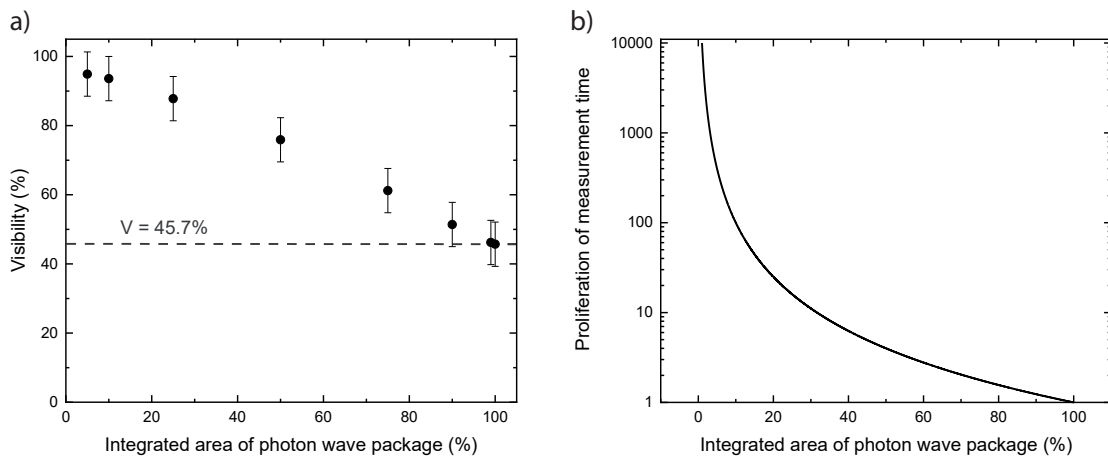 a)
100
80
60
40
20
0
V = 45.7%
Visibility (%)
0 20 40 60 80 100
Integrated area of photon wave package (%)
b)
10000
1000
100
10
1
Proliferation of measurement time
0 20 40 60 80 100
Integrated area of photon wave package (%)